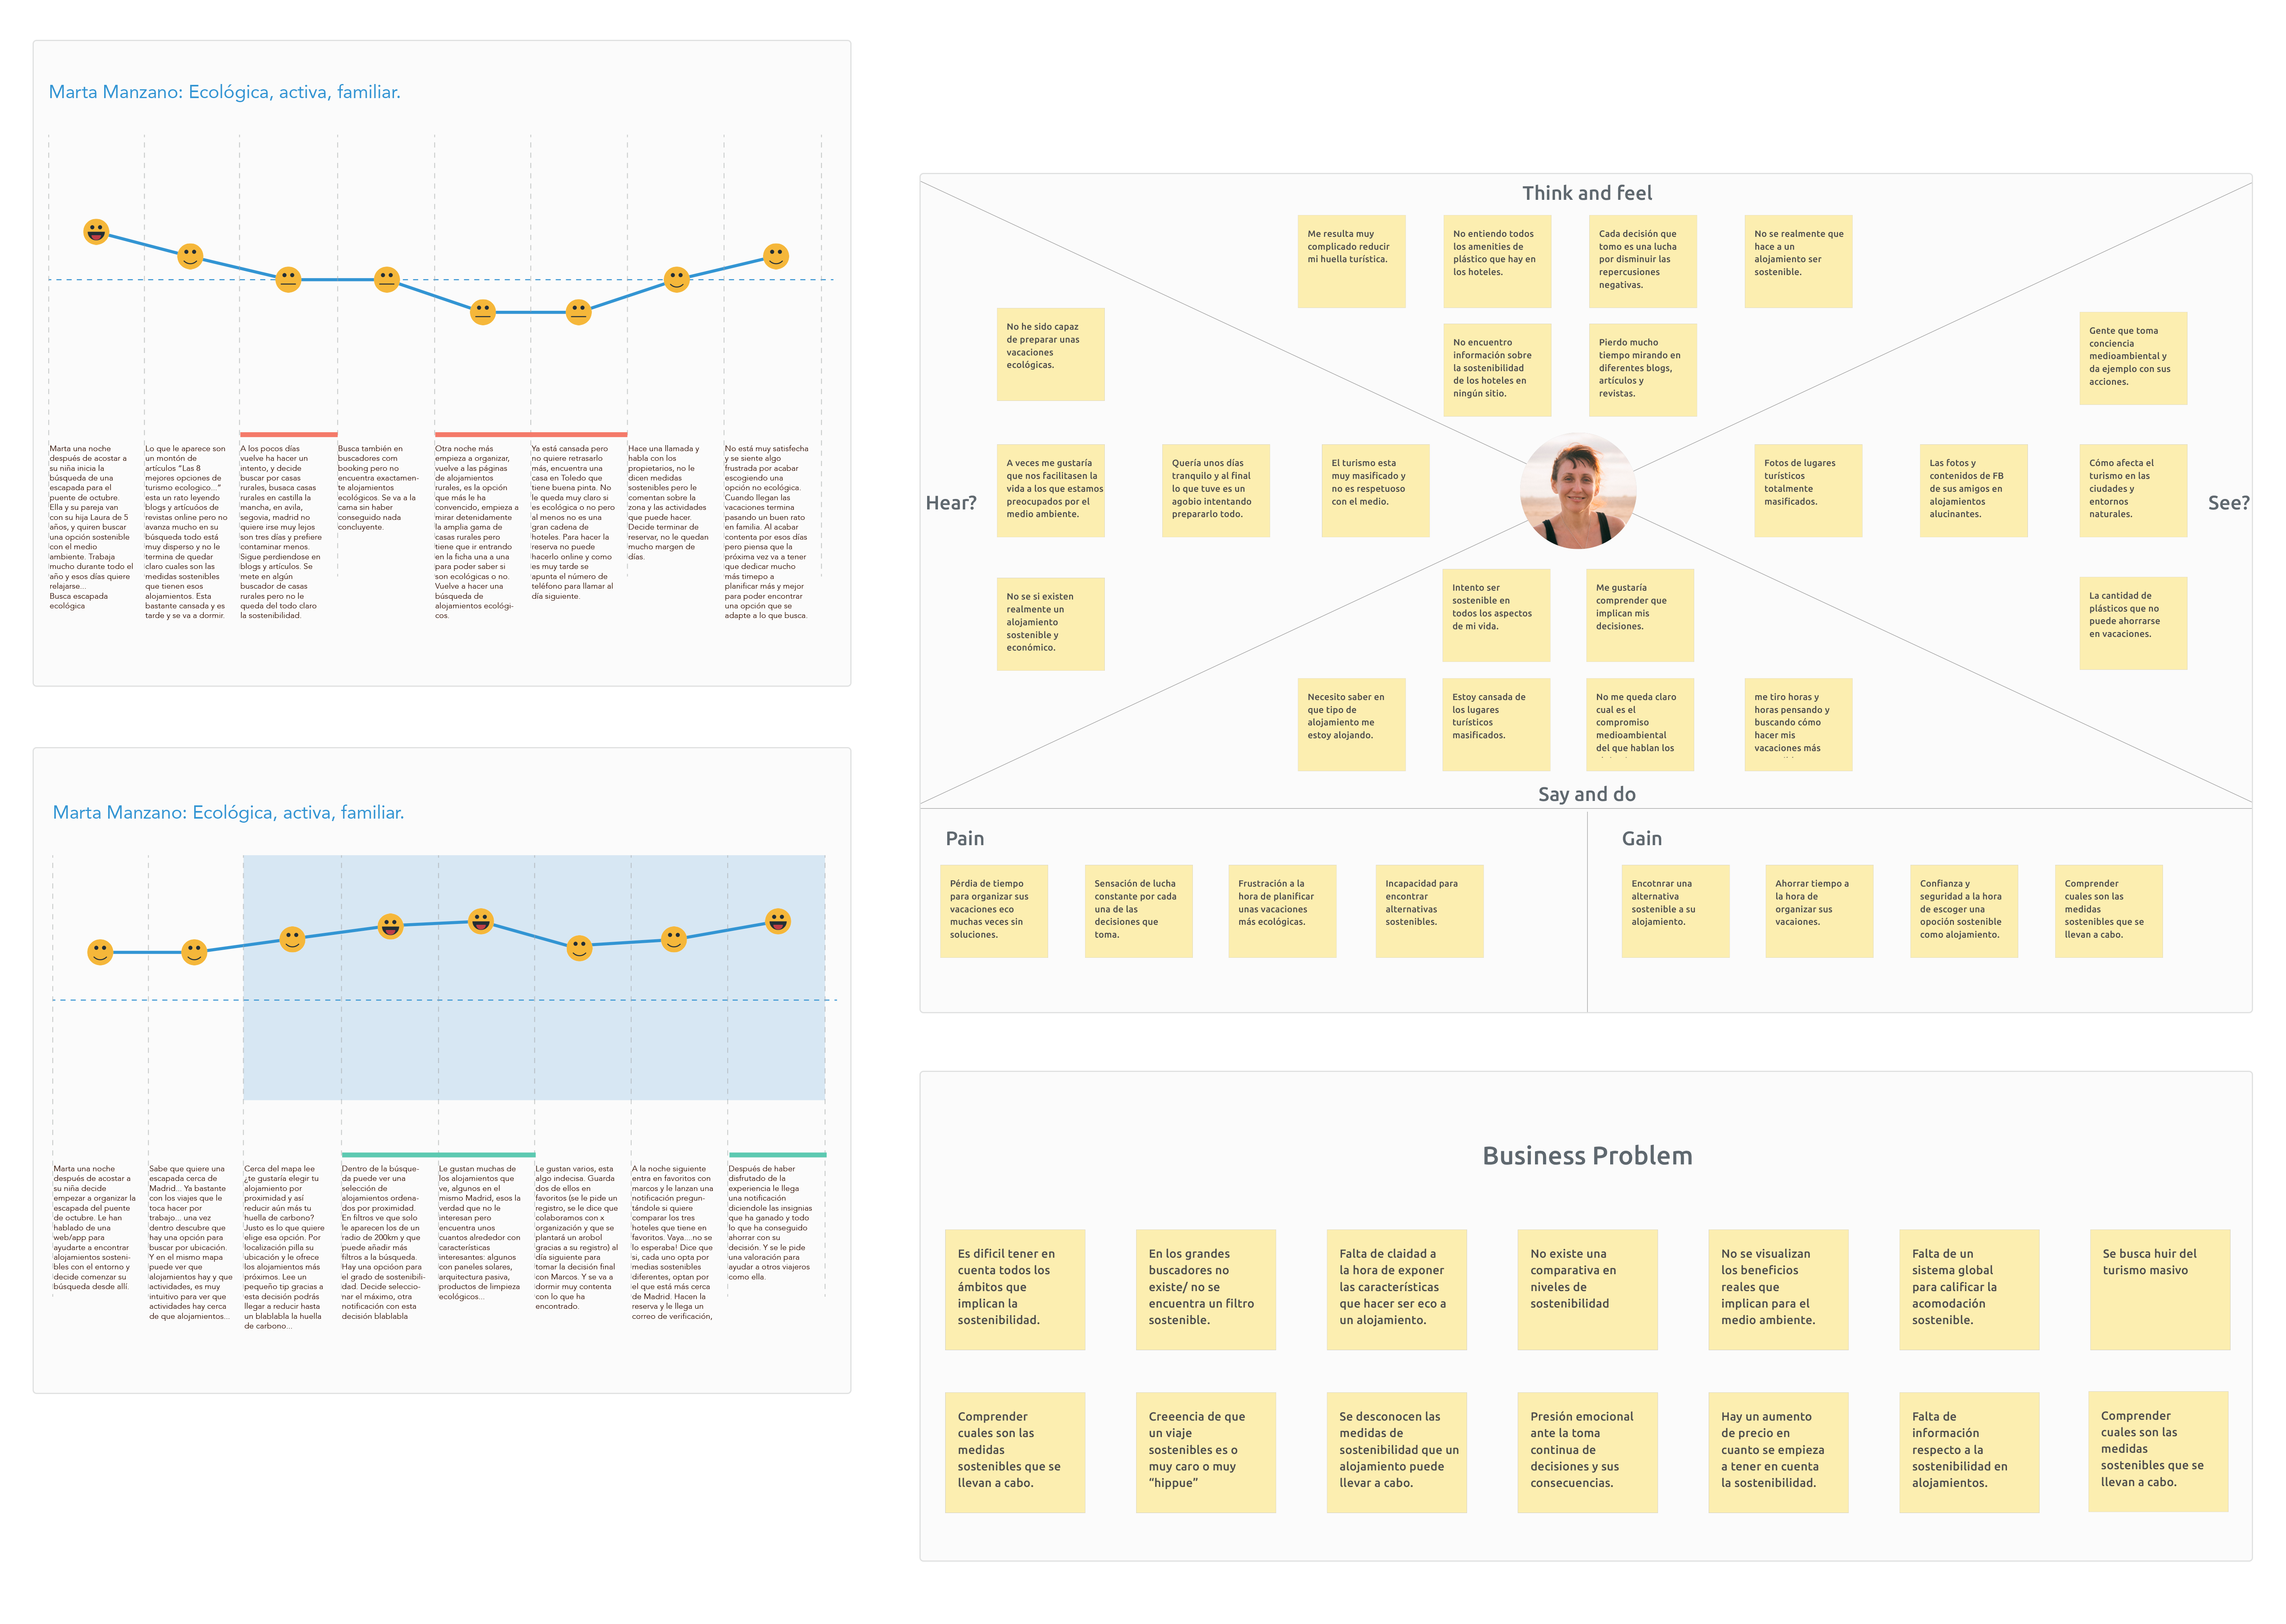 Marta Manzano: Ecológica, activa, familiar.
Marta una noche
después de acostar a
su niña inicia la
búsqueda de una
escapada para el
puente de octubre.
Ella y su pareja van
con su hija Laura de 5
años, y quiren buscar
una opción sostenible
con el medio
ambiente. Trabaja
mucho durante todo el
año y esos días quiere
relajarse...
Busca escapada
ecológica
Lo que le aparece son
un montón de
artículos "Las 8
mejores opciones de
turismo ecologico..."
esta un rato leyendo
blogs y artícuóos de
revistas online pero no
avanza mucho en su
búsqueda todo está
muy disperso y no le
termina de quedar
claro cuales son las
medidas sostenibles
que tienen esos
alojamientos. Esta
bastante cansada y es
tarde y se va a dormir.
A los pocos días
vuelve ha hacer un
intento, y decide
buscar por casas
rurales, busaca casas
rurales en castilla la
mancha, en avila,
segovia, madrid no
quiere irse muy lejos
son tres días y prefiere
contaminar menos.
Sigue perdiendose en
blogs y artículos. Se
mete en algún
buscador de casas
rurales pero no le
queda del todo claro
la sostenibilidad.
Busca también en
buscadores com
booking pero no
encuentra exactamen-
te alojamientos
ecológicos. Se va a la
cama sin haber
conseguido nada
concluyente.
Otra noche más
empieza a organizar,
vuelve a las páginas
de alojamientos
rurales, es la opción
que más le ha
convencido, empieza a
mirar detenidamente
la amplia gama de
casas rurales pero
tiene que ir entrando
en la ficha una a una
para poder saber si
son ecológicas o no.
Vuelve a hacer una
búsqueda de
alojamientos ecológi-
cos.
Ya está cansada pero
no quiere retrasarlo
más, encuentra una
casa en Toledo que
tiene buena pinta. No
le queda muy claro si
es ecológica o no pero
al menos no es una
gran cadena de
hoteles. Para hacer la
reserva no puede
hacerlo online y como
es muy tarde se
apunta el número de
teléfono para llamar al
día siguiente.
Hace una llamada y
habla con los
propietarios, no le
dicen medidas
sostenibles pero le
comentan sobre la
zona y las actividades
que puede hacer.
Decide terminar de
reservar, no le quedan
mucho margen de
días.
No está muy satisfecha
y se siente algo
frustrada por acabar
escogiendo una
opción no ecológica.
Cuando llegan las
vacaciones termina
pasando un buen rato
en familia. Al acabar
contenta por esos días
pero piensa que la
próxima vez va a tener
que dedicar mucho
más timepo a
planificar más y mejor
para poder encontrar
una opción que se
adapte a lo que busca.
Think and feel
Me resulta muy
complicado reducir
mi huella turística.
No entiendo todos
los amenities de
plástico que hay en
los hoteles.
Cada decisión que
tomo es una lucha
por disminuir las
repercusiones
negativas.
No se realmente que
hace a un
alojamiento ser
sostenible.
No encuentro
información sobre
la sostenibilidad
de los hoteles en
ningún sitio.
Pierdo mucho
tiempo mirando en
diferentes blogs,
artículos y
revistas.
Hear?
No he sido capaz
de preparar unas
vacaciones
ecológicas.
A veces me gustaría
que nos facilitasen la
vida a los que estamos
preocupados por el
medio ambiente.
Quería unos días
tranquilo y al final
lo que tuve es un
agobio intentando
prepararlo todo.
El turismo esta
muy masificado y
no es respetuoso
con el medio.
No se si existen
realmente un
alojamiento
sostenible y
económico.
See?
Gente que toma
conciencia
medioambiental y
da ejemplo con sus
acciones.
Fotos de lugares
turísticos
totalmente
masificados.
Las fotos y
contenidos de FB
de sus amigos en
alojamientos
alucinantes.
Cómo afecta el
turismo en las
ciudades y
entornos
naturales.
La cantidad de
plásticos que no
puede ahorrarse
en vacaciones.
Intento ser
sostenible en
todos los aspectos
de mi vida.
Me gustaría
comprender que
implican mis
decisiones.
Necesito saber en
que tipo de
alojamiento me
estoy alojando.
Estoy cansada de
los lugares
turísticos
masificados.
No me queda claro
cual es el
compromiso
medioambiental
del que hablan los
me tiro horas y
horas pensando y
buscando cómo
hacer mis
vacaciones más
Say and do
Pain
Pérdia de tiempo
para organizar sus
vacaciones eco
muchas veces sin
soluciones.
Sensación de lucha
constante por cada
una de las
decisiones que
toma.
Frustración a la
hora de planificar
unas vacaciones
más ecológicas.
Incapacidad para
encontrar
alternativas
sostenibles.
Gain
Encotnrar una
alternativa
sostenible a su
alojamiento.
Ahorrar tiempo a
la hora de
organizar sus
vacaiones.
Confianza y
seguridad a la hora
de escoger una
opoción sostenible
como alojamiento.
Comprender
cuales son las
medidas
sostenibles que se
llevan a cabo.
Marta Manzano: Ecológica, activa, familiar.
Marta una noche
después de acostar a
su niña decide
empezar a organizar la
escapada del puente
de octubre. Le han
hablado de una
web/app para
ayudarte a encontrar
alojamientos sosteni-
bles con el entorno y
decide comenzar su
búsqueda desde allí.
Sabe que quiere una
escapada cerca de
Madrid... Ya bastante
con los viajes que le
toca hacer por
trabajo... una vez
dentro descubre que
hay una opción para
buscar por ubicación.
Y en el mismo mapa
puede ver que
alojamientos hay y que
actividades, es muy
intuitivo para ver que
actividades hay cerca
de que alojamientos...
Cerca del mapa lee
¿te gustaría elegir tu
alojamiento por
proximidad y así
reducir aún más tu
huella de carbono?
Justo es lo que quiere
elige esa opción. Por
localización pilla su
ubicación y le ofrece
los alojamientos más
próximos. Lee un
pequeño tip gracias a
esta decisión podrás
llegar a reducir hasta
un blablabla la huella
de carbono...
Dentro de la búsque-
da puede ver una
selección de
alojamientos ordena-
dos por proximidad.
En filtros ve que solo
le aparecen los de un
radio de 200km y que
puede añadir más
filtros a la búsqueda.
Hay una opcióon para
el grado de sostenibili-
dad. Decide seleccio-
nar el máximo, otra
notificación con esta
decisión blablabla
Le gustan muchas de
los alojamientos que
ve, algunos en el
mismo Madrid, esos la
verdad que no le
interesan pero
encuentra unos
cuantos alrededor con
características
interesantes: algunos
con paneles solares,
arquitectura pasiva,
productos de limpieza
ecológicos...
Le gustan varios, esta
algo indecisa. Guarda
dos de ellos en
favoritos (se le pide un
registro, se le dice que
colaboramos con x
organización y que se
plantará un arobol
gracias a su registro) al
día siguiente para
tomar la decisión final
con Marcos. Y se va a
dormir muy contenta
con lo que ha
encontrado.
A la noche siguiente
entra en favoritos con
marcos y le lanzan una
notificación pregun-
tándole si quiere
comparar los tres
hoteles que tiene en
favoritos. Vaya....no se
lo esperaba! Dice que
si, cada uno opta por
medias sostenibles
diferentes, optan por
el que está más cerca
de Madrid. Hacen la
reserva y le llega un
correo de verificación,
Después de haber
disfrutado de la
experiencia le llega
una notificación
diciendole las insignias
que ha ganado y todo
lo que ha conseguido
ahorrar con su
decisión. Y se le pide
una valoración para
ayudar a otros viajeros
como ella.
Business Problem
Es dificil tener en
cuenta todos los
ámbitos que
implican la
sostenibilidad.
En los grandes
buscadores no
existe/ no se
encuentra un filtro
sostenible.
Falta de claidad a
la hora de exponer
las características
que hacer ser eco a
un alojamiento.
No existe una
comparativa en
niveles de
sostenibilidad
No se visualizan
los beneficios
reales que
implican para el
medio ambiente.
Falta de un
sistema global
para calificar la
acomodación
sostenible.
Se busca huir del
turismo masivo
Comprender
cuales son las
medidas
sostenibles que se
llevan a cabo.
Creeencia de que
un viaje
sostenibles es o
muy caro o muy
"hippue"
Se desconocen las
medidas de
sostenibilidad que un
alojamiento puede
llevar a cabo.
Presión emocional
ante la toma
continua de
decisiones y sus
consecuencias.
Hay un aumento
de precio en
cuanto se empieza
a tener en cuenta
la sostenibilidad.
Falta de
información
respecto a la
sostenibilidad en
alojamientos.
Comprender
cuales son las
medidas
sostenibles que se
llevan a cabo.